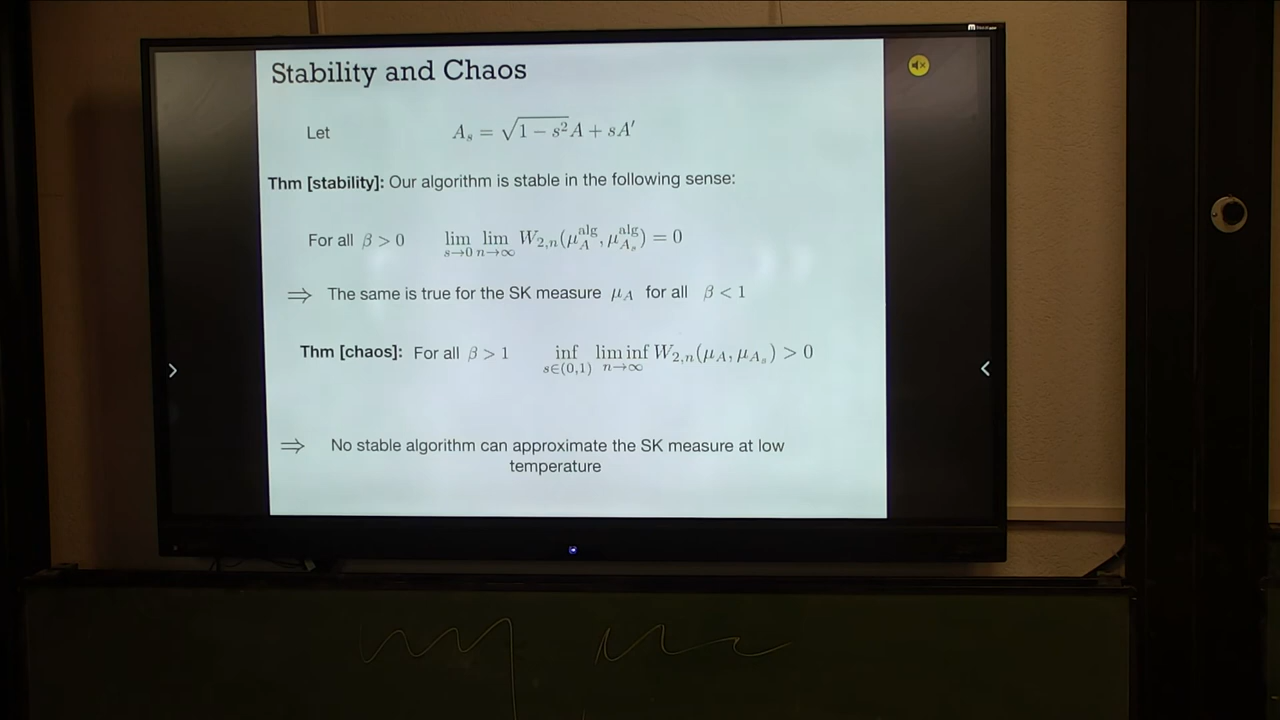 Stability and Chaos
Let A_s = √(1 − s²) A + sA′
Thm [stability]: Our algorithm is stable in the following sense:
For all β > 0 lim_{s→0} lim_{n→∞} W_{2,n}(μ_A^{alg}, μ_{A_s}^{alg}) = 0
⟹ The same is true for the SK measure μ_A for all β < 1
Thm [chaos]: For all β > 1 inf_{s∈(0,1)} lim inf_{n→∞} W_{2,n}(μ_A, μ_{A_s}) > 0
⟹ No stable algorithm can approximate the SK measure at low
temperature